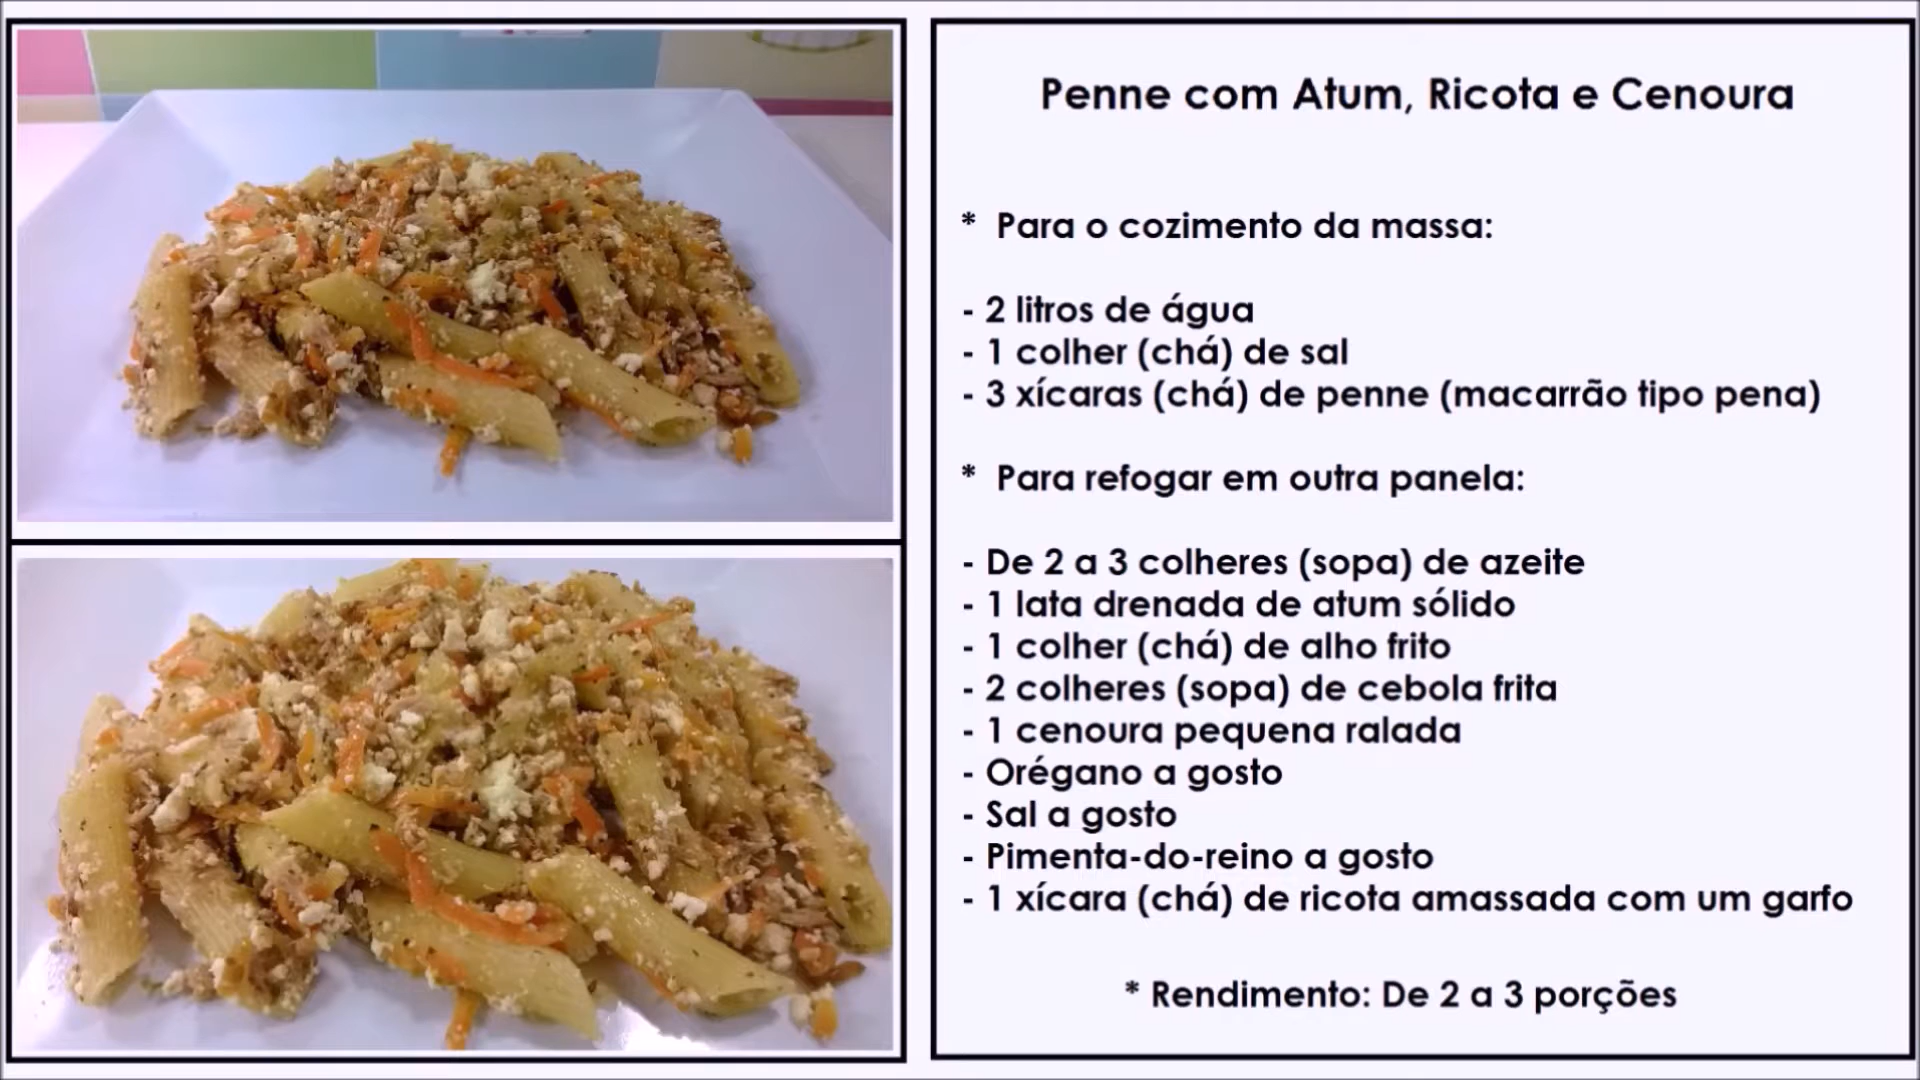 Penne com Atum, Ricota e Cenoura
* Para o cozimento da massa:
- 2 litros de água
- 1 colher (chá) de sal
- 3 xícaras (chá) de penne (macarrão tipo pena)
* Para refogar em outra panela:
- De 2 a 3 colheres (sopa) de azeite
- 1 lata drenada de atum sólido
- 1 colher (chá) de alho frito
- 2 colheres (sopa) de cebola frita
- 1 cenoura pequena ralada
- Orégano a gosto
- Sal a gosto
- Pimenta-do-reino a gosto
- 1 xícara (chá) de ricota amassada com um garfo
* Rendimento: De 2 a 3 porções